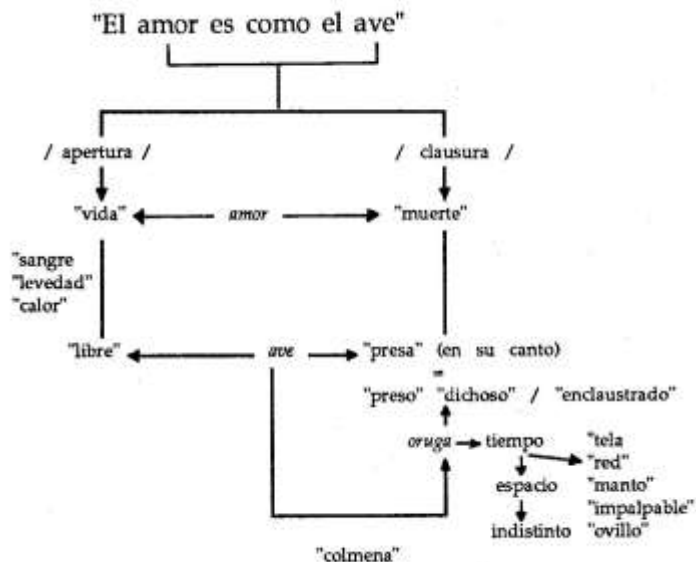 "El amor es como el ave"
/ apertura / / clausura /
"vida" amor "muerte"
"sangre
"levedad"
"calor"
"libre" ave "presa" (en su canto)
=
"preso" "dichoso" / "enclaustrado"
oruga tiempo "tela
"red"
espacio "manto"
"impalpable"
indistinto "ovillo"
"colmena"